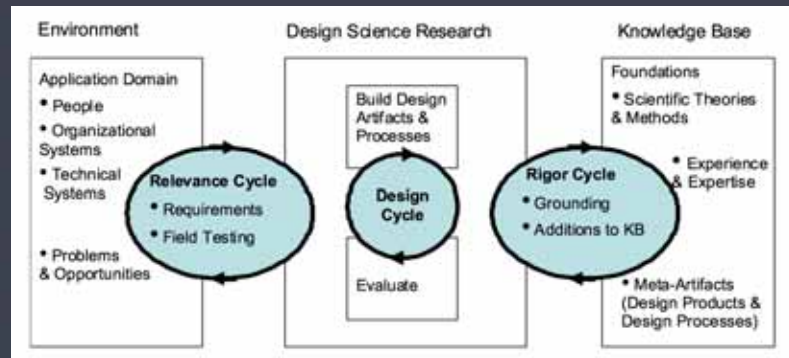 Environment
Design Science Research
Knowledge Base
Application Domain
• People
• Organizational
Systems
• Technical
Systems
• Problems
& Opportunities
Relevance Cycle
• Requirements
• Field Testing
Build Design
Artifacts &
Processes
Design
Cycle
Evaluate
Rigor Cycle
• Grounding
• Additions to KB
Foundations
• Scientific Theories
& Methods
• Experience
& Expertise
• Meta-Artifacts
(Design Products &
Design Processes)